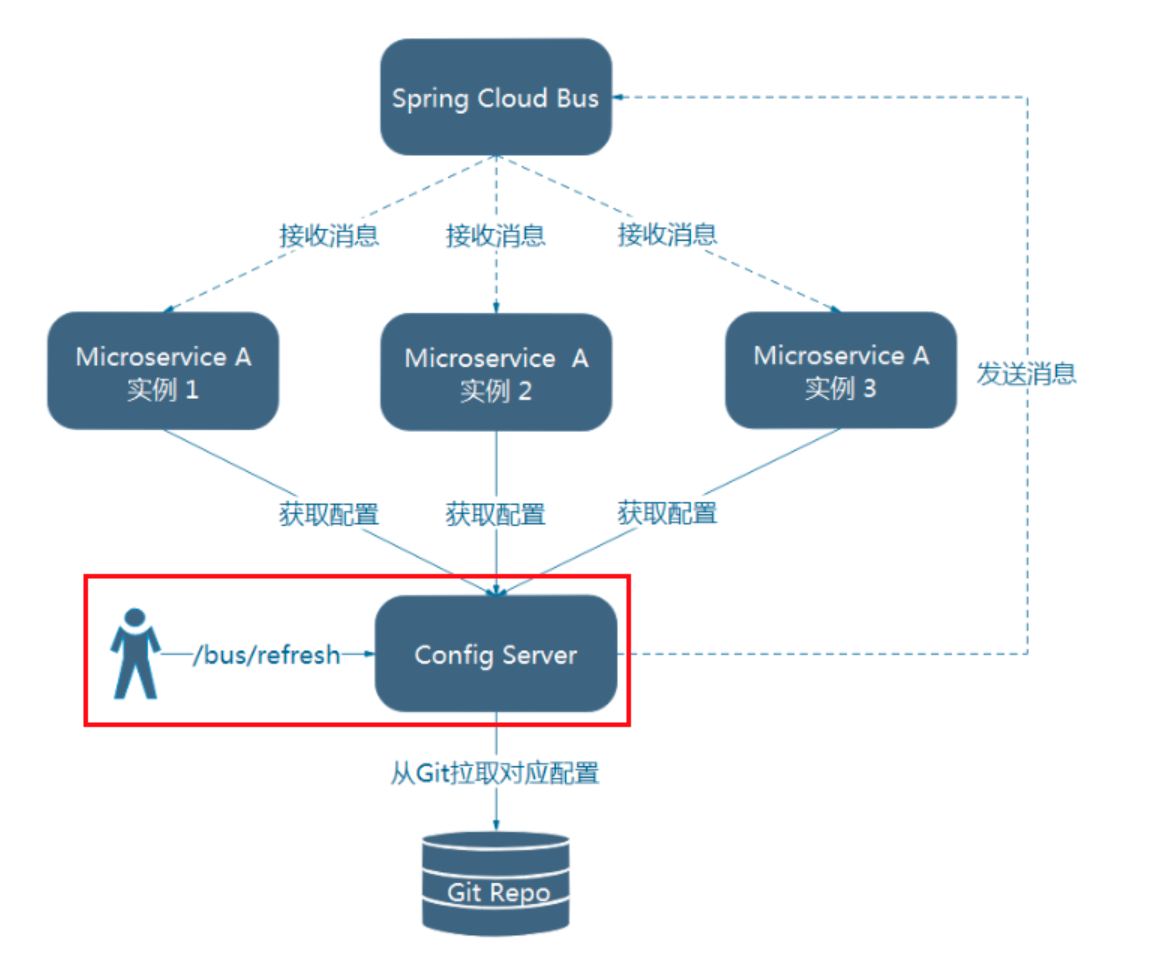 Spring Cloud Bus
接收消息
接收消息
接收消息
Microservice A
实例 1
Microservice A
实例 2
Microservice A
实例 3
发送消息
获取配置
获取配置
获取配置
/bus/refresh
Config Server
从Git拉取对应配置
Git Repo